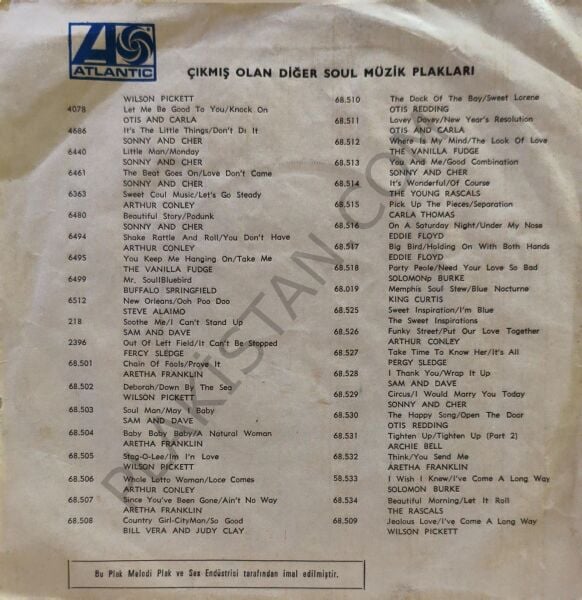 ATLANTIC
ÇIKMIŞ OLAN DİĞER SOUL MÜZİK PLAKLARI
WILSON PICKETT
4078 Let Me Be Good To You/Knock On
OTIS AND CARLA
4686 It's The Little Things/Don't Dı It
SONNY AND CHER
6440 Little Man/Monday
SONNY AND CHER
6461 The Beat Goes On/Love Don't Come
SONNY AND CHER
6363 Sweet Coul Music/Let's Go Steady
ARTHUR CONLEY
6480 Beautiful Story/Podunk
SONNY AND CHER
6494 Shake Rattle And Roll/You Don't Have
ARTHUR CONLEY
6495 You Keep Me Hanging On/Take Me
THE VANILLA FUDGE
6499 Mr. SoullBluebird
BUFFALO SPRINGFIELD
6512 New Orleans/Ooh Poo Doo
STEVE ALAIMO
218 Soothe Me/I Can't Stand Up
SAM AND DAVE
2396 Out Of Left Field/It Can't Be Stopped
FERCY SLEDGE
68.501 Chain Of Fools/Prove It
ARETHA FRANKLIN
68.502 Deborah/Down By The Sea
WILSON PICKETT
68.503 Soul Man/May I Baby
SAM AND DAVE
68.504 Baby Baby Baby/A Natural Woman
ARETHA FRANKLIN
68.505 Stag-O-Lee/Im I'n Love
WILSON PICKETT
68.506 Whole Lotta Woman/Loce Comes
ARTHUR CONLEY
68.507 Since You've Been Gone/Ain't No Way
ARETHA FRANKLIN
68.508 Country Girl-CityMan/So Good
BILL VERA AND JUDY CLAY
68.510 The Dock Of The Bay/Sweet Lorene
OTIS REDDING
68.511 Lovey Dovey/New Year's Resolution
OTIS AND CARLA
68.512 Where Is My Mind/The Look Of Love
THE VANILLA FUDGE
68.513 You And Me/Good Combination
SONNY AND CHER
68.514 It's Wonderful/Of Course
THE YOUNG RASCALS
68.515 Pick Up The Pieces/Separation
CARLA THOMAS
68.516 On A Saturday Night/Under My Nose
EDDIE FLOYD
68.517 Big Bird/Holding On With Both Hands
EDDIE FLOYD
68.518 Party Peole/Need Your Love So Bad
SOLOMONp BURKE
68.019 Memphis Soul Stew/Blue Nocturne
KING CURTIS
68.525 Sweet Inspiration/I'm Blue
The Sweet Inspirations
68.526 Funky Street/Put Our Love Together
ARTHUR CONLEY
68.527 Take Time To Know Her/It's All
PERGY SLEDGE
68.528 I Thank You/Wrap It Up
SAM AND DAVE
68.529 Circus/I Would Marry You Today
SONNY AND CHER
68.530 The Happy Song/Open The Door
OTIS REDDING
68.531 Tighten Up/Tighten Up (Part 2)
ARCHIE BELL
68.532 Think/You Send Me
ARETHA FRANKLIN
58.533 I Wish I Knew/I've Come A Long Way
SOLOMON BURKE
68.534 Beautiful Morning/Let It Roll
THE RASCALS
68.509 Jealous Love/I've Come A Long Way
WILSON PICKETT
Bu Plak Melodi Plak ve Ses Endüstrisi tarafından imal edilmiştir.
PLAKISTAN.COM